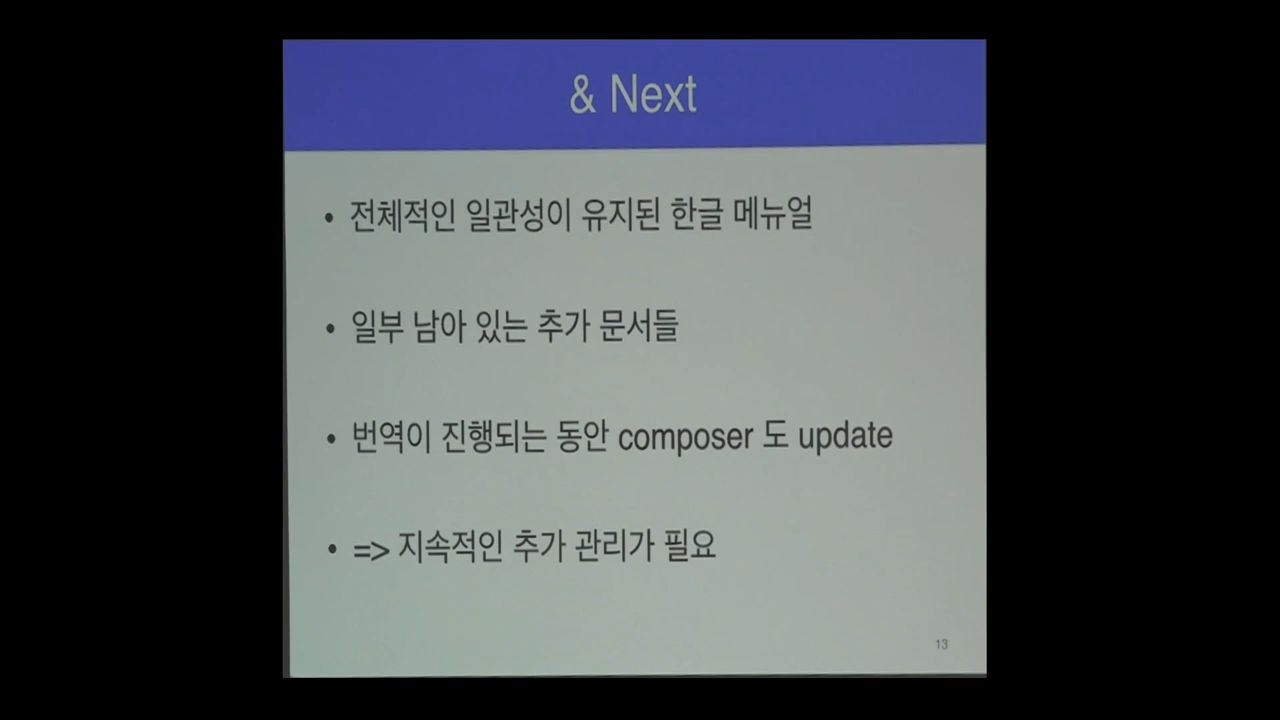 & Next
• 전체적인 일관성이 유지된 한글 메뉴얼
• 일부 남아 있는 추가 문서들
• 번역이 진행되는 동안 composer 도 update
• => 지속적인 추가 관리가 필요
13